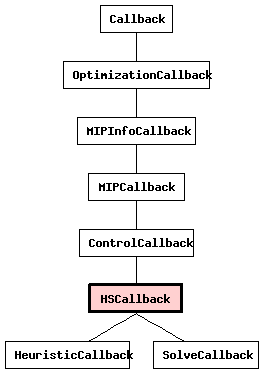 Callback
OptimizationCallback
MIPInfoCallback
MIPCallback
ControlCallback
HSCallback
HeuristicCallback
SolveCallback